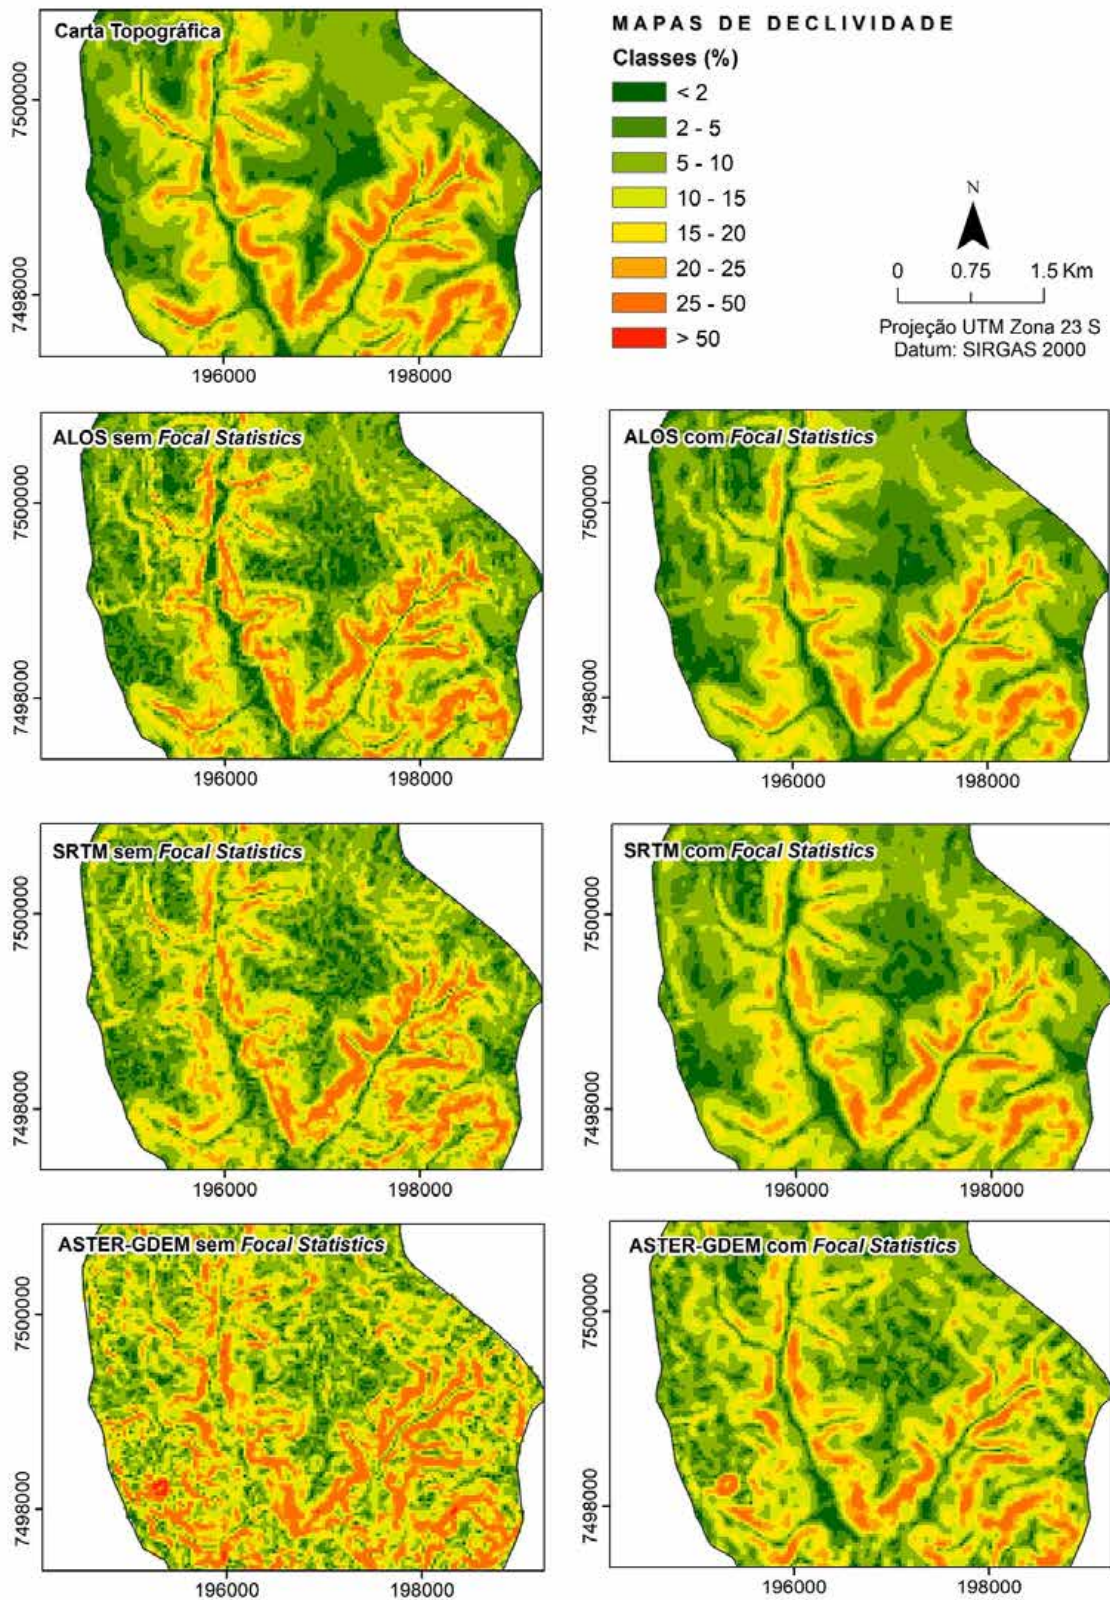 Carta Topográfica
7500000
7498000
196000
198000
MAPAS DE DECLIVIDADE
Classes (%)
< 2
2 - 5
5 - 10
10 - 15
15 - 20
20 - 25
25 - 50
> 50
N
0 0.75 1.5 Km
Projeção UTM Zona 23 S
Datum: SIRGAS 2000
ALOS sem Focal Statistics
7500000
7498000
196000
198000
ALOS com Focal Statistics
7500000
7498000
196000
198000
SRTM sem Focal Statistics
7500000
7498000
196000
198000
SRTM com Focal Statistics
7500000
7498000
196000
198000
ASTER-GDEM sem Focal Statistics
7500000
7498000
196000
198000
ASTER-GDEM com Focal Statistics
7500000
7498000
196000
198000